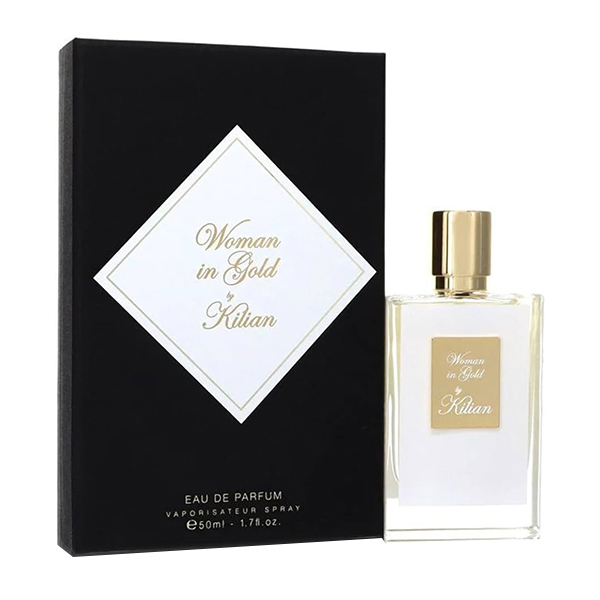 Woman
in Gold
by
Kilian
EAU DE PARFUM
VAPORISATEUR SPRAY
℮50ml - 1.7fl.oz.
Woman
in Gold
by
Kilian